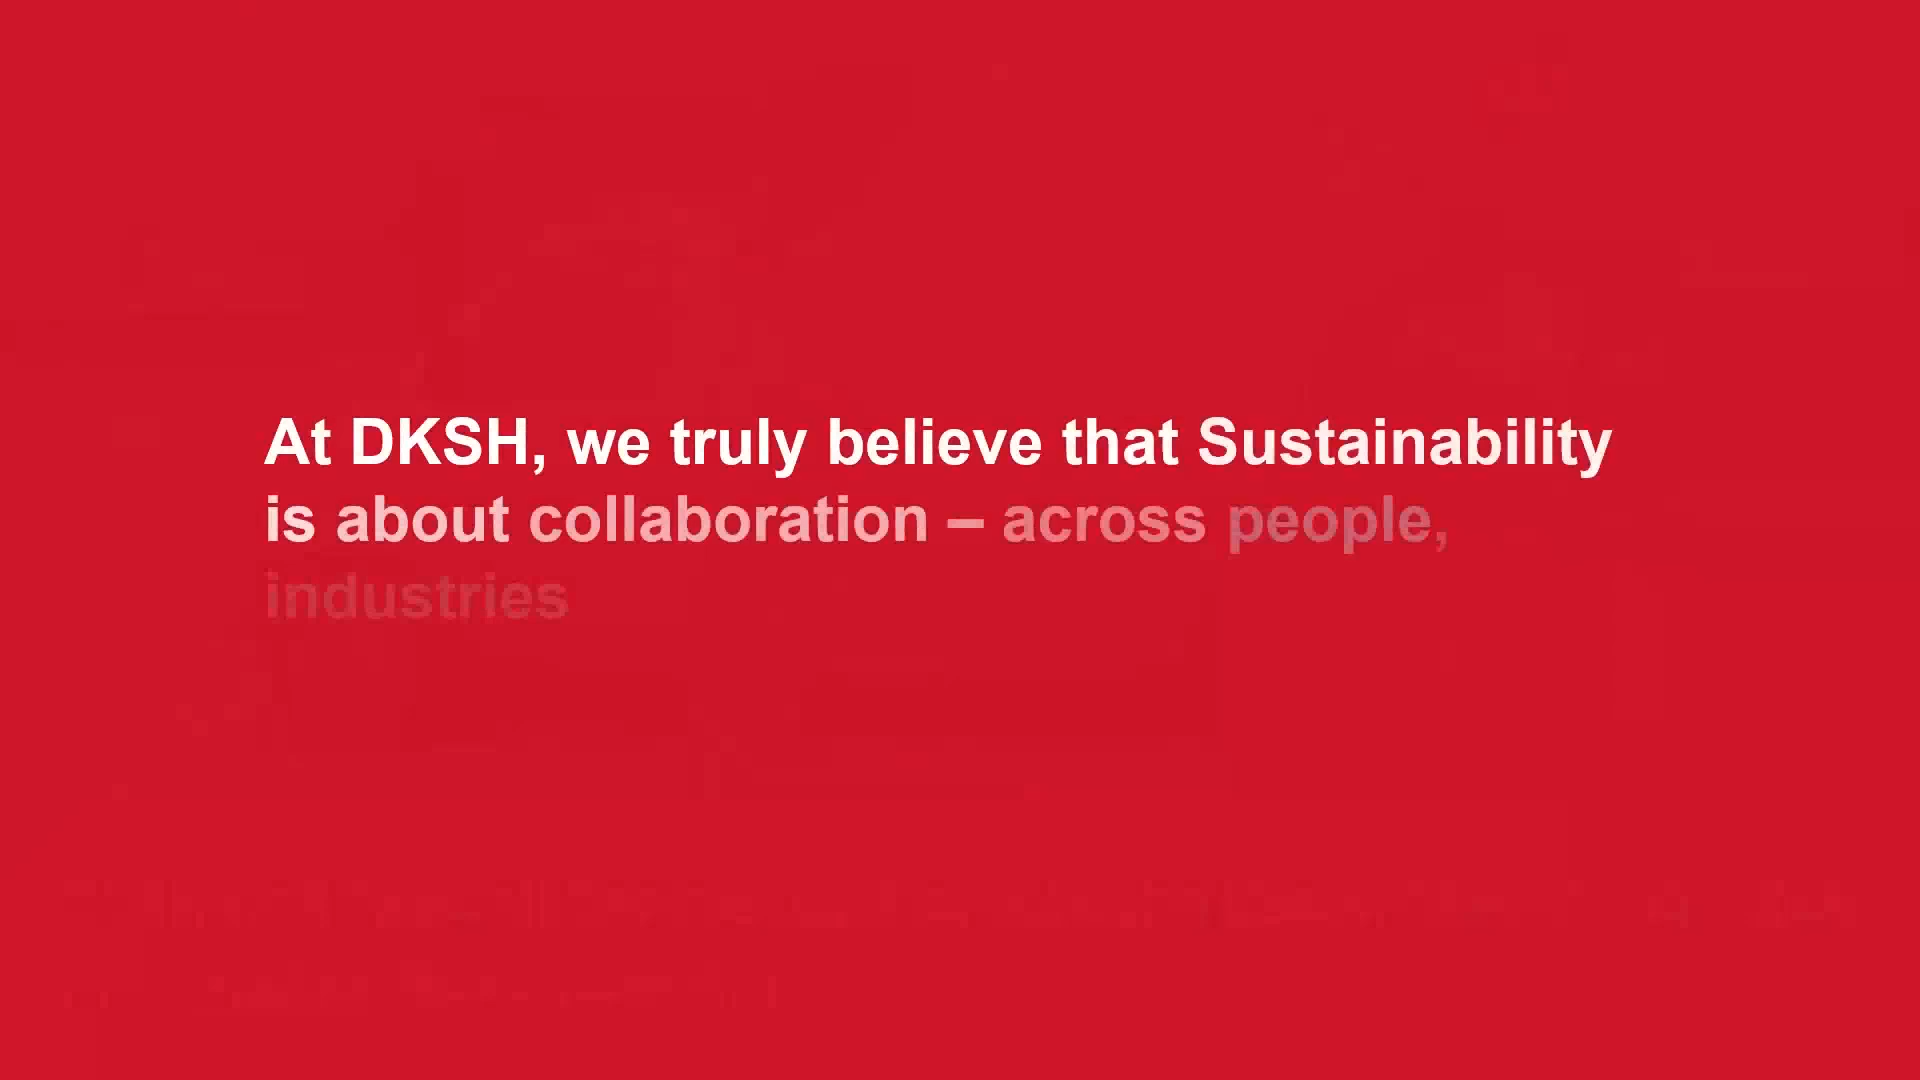 At DKSH, we truly believe that Sustainability
is about collaboration – across people,
industries